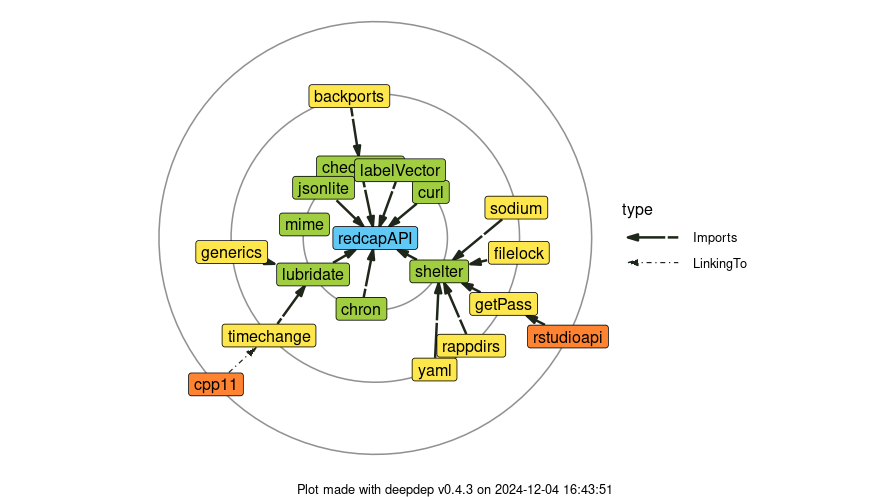 backports
labelVector
jsonlite
curl
mime
redcapAPI
sodium
generics
filelock
lubridate
shelter
chron
getPass
timechange
rappdirs
rstudioapi
yaml
cpp11
type
Imports
LinkingTo
Plot made with deepdep v0.4.3 on 2024-12-04 16:43:51